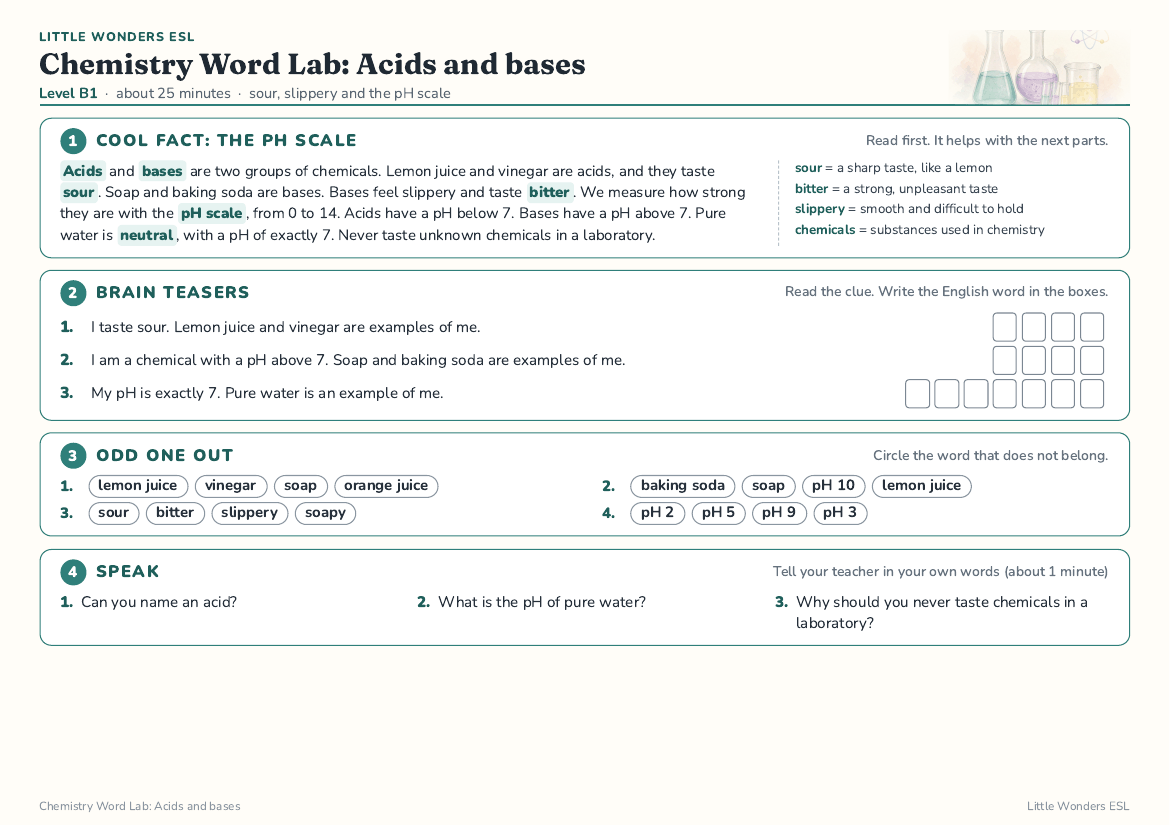 LITTLE WONDERS ESL
Chemistry Word Lab: Acids and bases
Level B1 · about 25 minutes · sour, slippery and the pH scale
1 COOL FACT: THE PH SCALE
Read first. It helps with the next parts.
Acids and bases are two groups of chemicals. Lemon juice and vinegar are acids, and they taste
sour. Soap and baking soda are bases. Bases feel slippery and taste bitter. We measure how strong
they are with the pH scale, from 0 to 14. Acids have a pH below 7. Bases have a pH above 7. Pure
water is neutral, with a pH of exactly 7. Never taste unknown chemicals in a laboratory.
sour = a sharp taste, like a lemon
bitter = a strong, unpleasant taste
slippery = smooth and difficult to hold
chemicals = substances used in chemistry
2 BRAIN TEASERS
Read the clue. Write the English word in the boxes.
1. I taste sour. Lemon juice and vinegar are examples of me.
2. I am a chemical with a pH above 7. Soap and baking soda are examples of me.
3. My pH is exactly 7. Pure water is an example of me.
3 ODD ONE OUT
Circle the word that does not belong.
1. lemon juice vinegar soap orange juice
2. baking soda soap pH 10 lemon juice
3. sour bitter slippery soapy
4. pH 2 pH 5 pH 9 pH 3
4 SPEAK
Tell your teacher in your own words (about 1 minute)
1. Can you name an acid?
2. What is the pH of pure water?
3. Why should you never taste chemicals in a
laboratory?
Chemistry Word Lab: Acids and bases
Little Wonders ESL